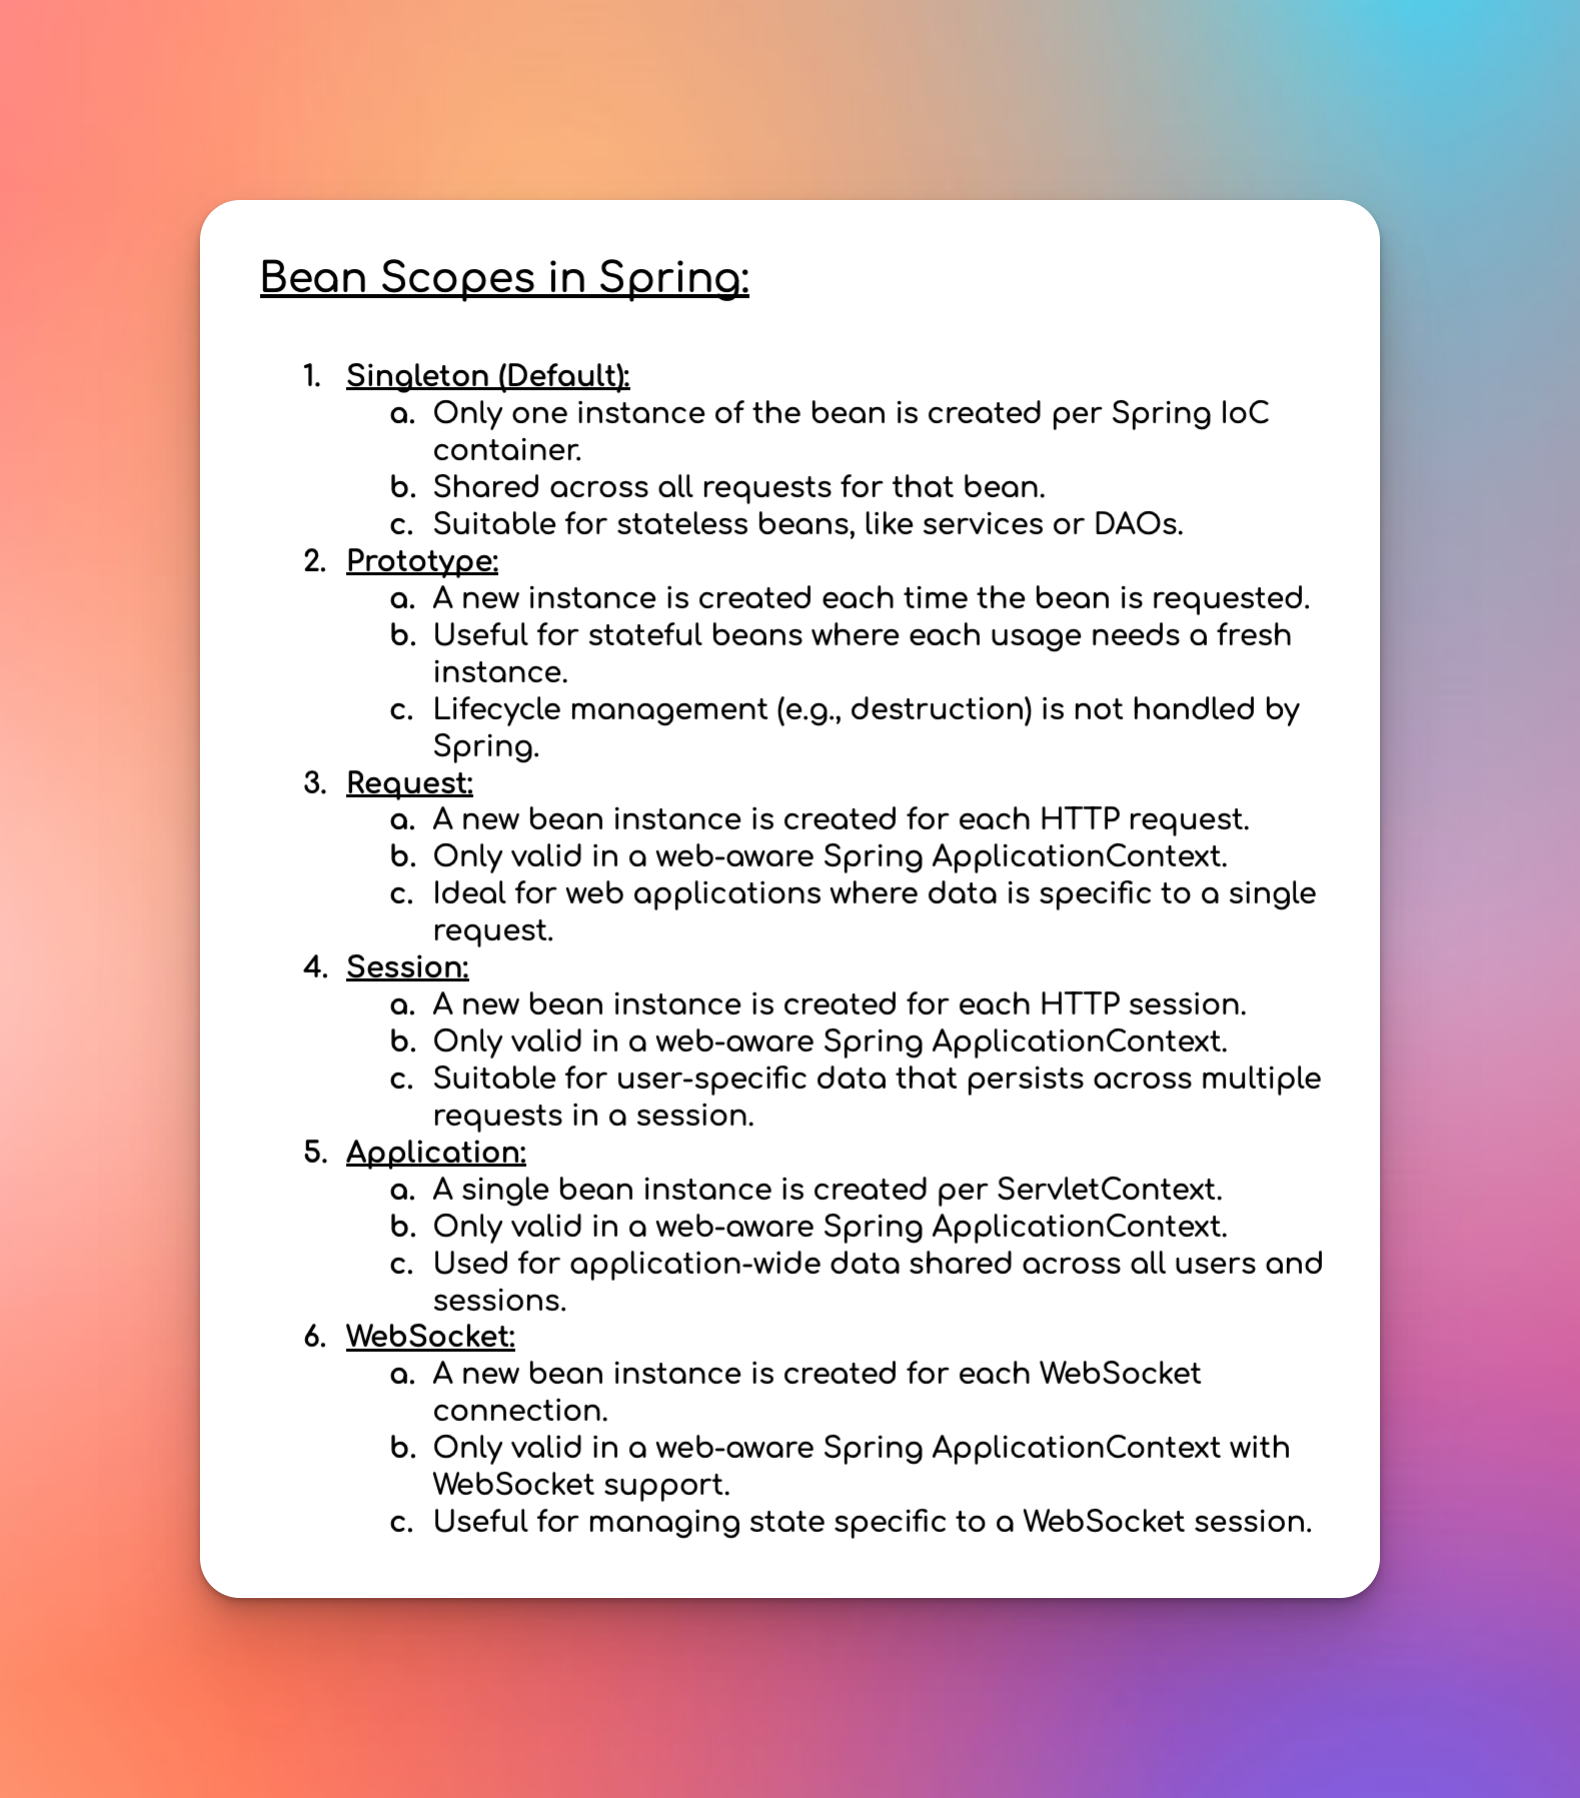 Bean Scopes in Spring:
1. Singleton (Default):
a. Only one instance of the bean is created per Spring IoC
container.
b. Shared across all requests for that bean.
c. Suitable for stateless beans, like services or DAOs.
2. Prototype:
a. A new instance is created each time the bean is requested.
b. Useful for stateful beans where each usage needs a fresh
instance.
c. Lifecycle management (e.g., destruction) is not handled by
Spring.
3. Request:
a. A new bean instance is created for each HTTP request.
b. Only valid in a web-aware Spring ApplicationContext.
c. Ideal for web applications where data is specific to a single
request.
4. Session:
a. A new bean instance is created for each HTTP session.
b. Only valid in a web-aware Spring ApplicationContext.
c. Suitable for user-specific data that persists across multiple
requests in a session.
5. Application:
a. A single bean instance is created per ServletContext.
b. Only valid in a web-aware Spring ApplicationContext.
c. Used for application-wide data shared across all users and
sessions.
6. WebSocket:
a. A new bean instance is created for each WebSocket
connection.
b. Only valid in a web-aware Spring ApplicationContext with
WebSocket support.
c. Useful for managing state specific to a WebSocket session.